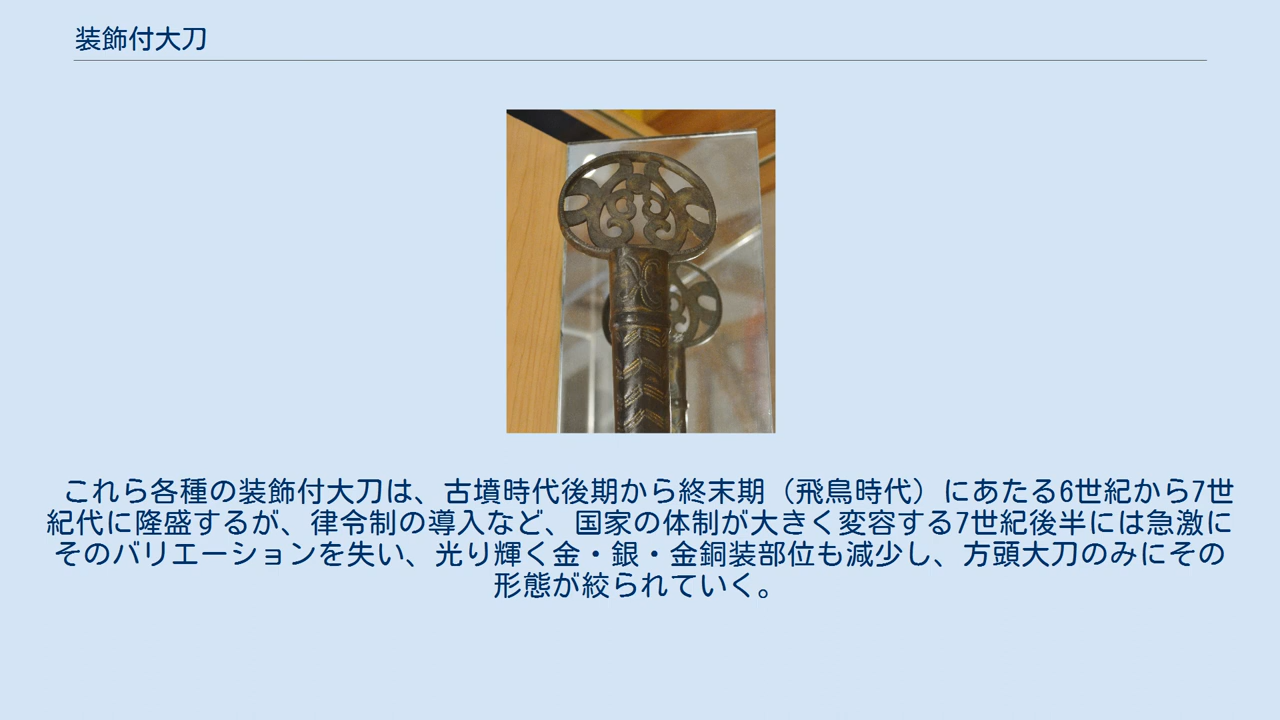 装飾付大刀
これら各種の装飾付大刀は、古墳時代後期から終末期（飛鳥時代）にあたる6世紀から7世
紀代に隆盛するが、律令制の導入など、国家の体制が大きく変容する7世紀後半には急激に
そのバリエーションを失い、光り輝く金・銀・金銅装部位も減少し、方頭大刀のみにその
形態が絞られていく。